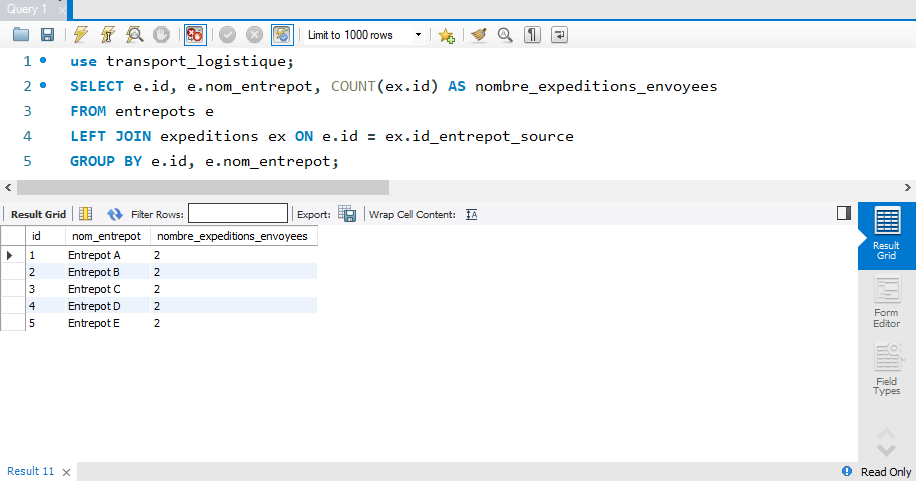 Query 1
Limit to 1000 rows
1 use transport_logistique;
2 SELECT e.id, e.nom_entrepot, COUNT(ex.id) AS nombre_expeditions_envoyees
3 FROM entrepots e
4 LEFT JOIN expeditions ex ON e.id = ex.id_entrepot_source
5 GROUP BY e.id, e.nom_entrepot;
Result Grid Filter Rows: Export: Wrap Cell Content:
id nom_entrepot nombre_expeditions_envoyees
1 Entrepot A 2
2 Entrepot B 2
3 Entrepot C 2
4 Entrepot D 2
5 Entrepot E 2
Result
Grid
Form
Editor
Field
Types
Result 11
Read Only